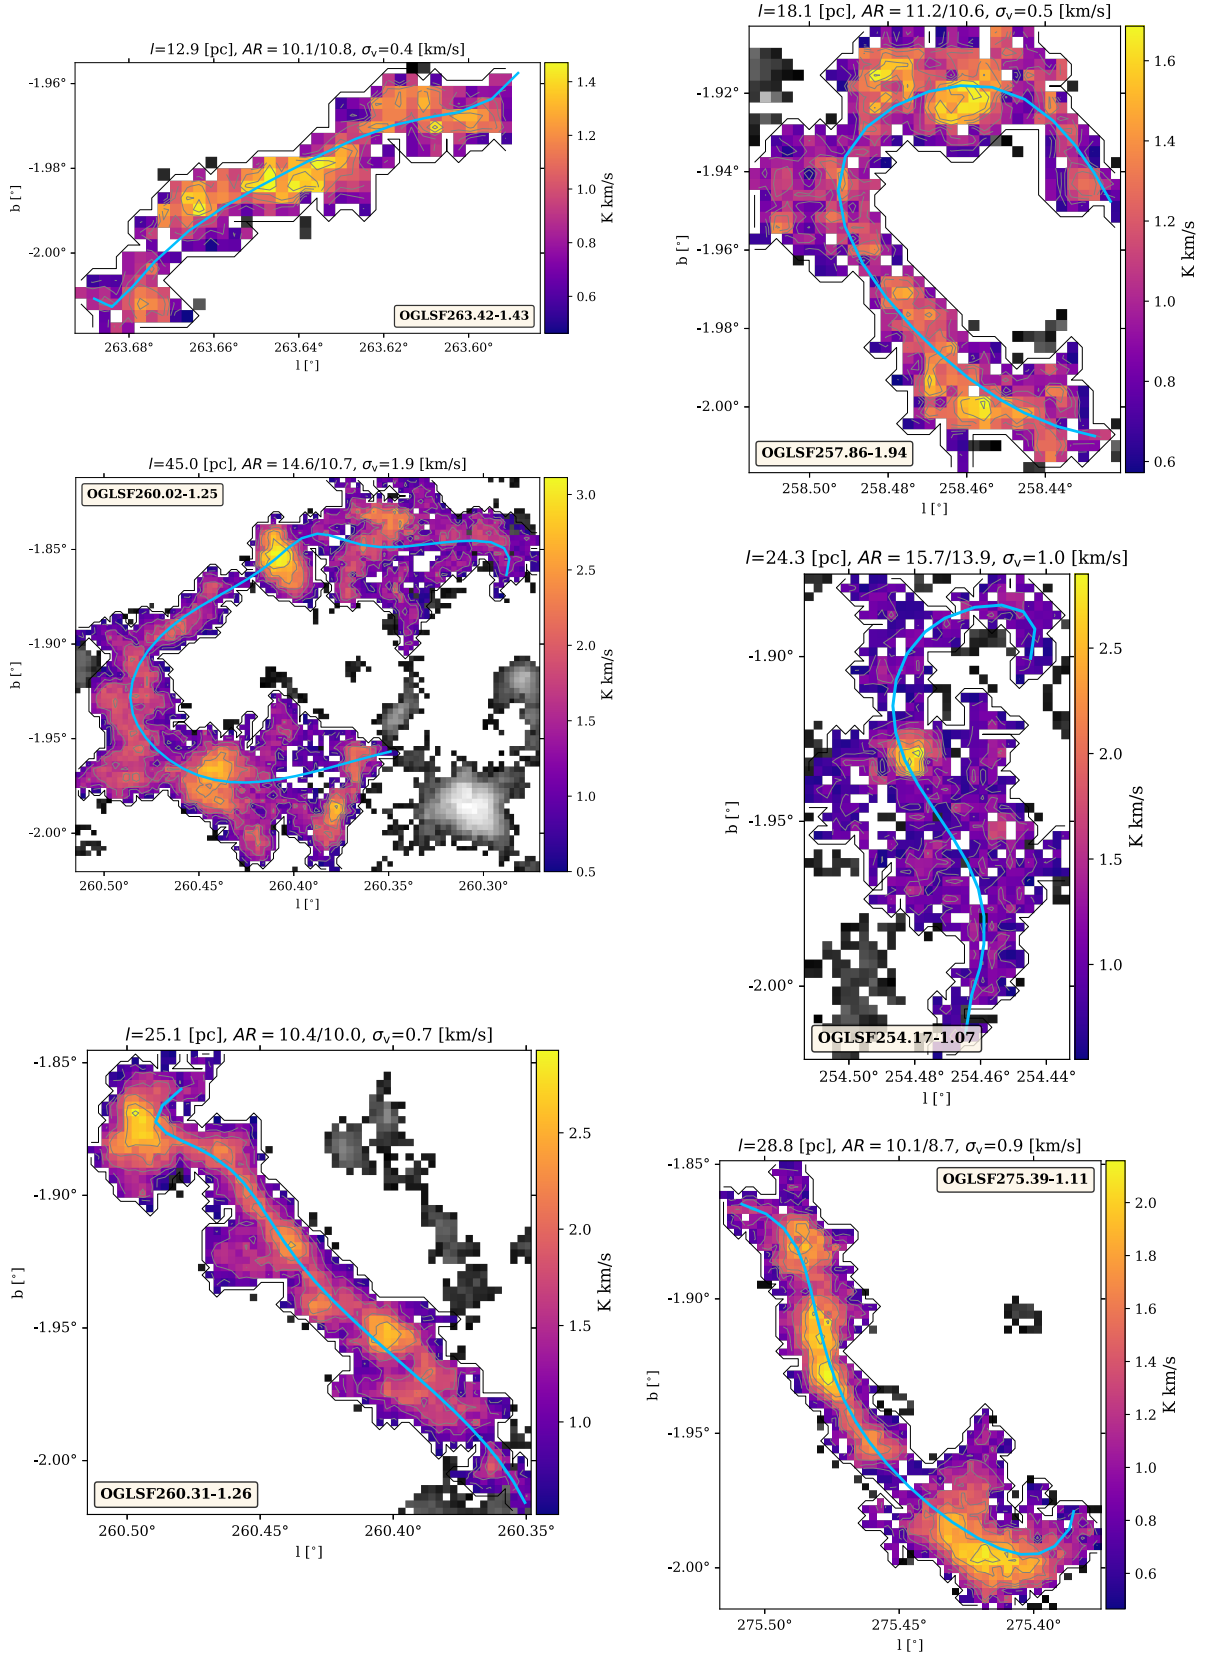 l=12.9 [pc], AR = 10.1/10.8, σv=0.4 [km/s]
-1.96°
-1.98°
-2.00°
b [°]
263.68° 263.66° 263.64° 263.62° 263.60°
l [°]
OGLSF263.42-1.43
1.4
1.2
1.0
0.8
0.6
K km/s
l=18.1 [pc], AR = 11.2/10.6, σv=0.5 [km/s]
-1.92°
-1.94°
-1.96°
-1.98°
-2.00°
b [°]
OGLSF257.86-1.94
258.50° 258.48° 258.46° 258.44°
l [°]
1.6
1.4
1.2
1.0
0.8
0.6
K km/s
l=45.0 [pc], AR = 14.6/10.7, σv=1.9 [km/s]
OGLSF260.02-1.25
-1.85°
-1.90°
-1.95°
-2.00°
b [°]
260.50° 260.45° 260.40° 260.35° 260.30°
l [°]
3.0
2.5
2.0
1.5
1.0
0.5
K km/s
l=24.3 [pc], AR = 15.7/13.9, σv=1.0 [km/s]
-1.90°
-1.95°
-2.00°
b [°]
OGLSF254.17-1.07
254.50° 254.48° 254.46° 254.44°
l [°]
2.5
2.0
1.5
1.0
K km/s
l=25.1 [pc], AR = 10.4/10.0, σv=0.7 [km/s]
-1.85°
-1.90°
-1.95°
-2.00°
b [°]
OGLSF260.31-1.26
260.50° 260.45° 260.40° 260.35°
l [°]
2.5
2.0
1.5
1.0
K km/s
l=28.8 [pc], AR = 10.1/8.7, σv=0.9 [km/s]
OGLSF275.39-1.11
-1.85°
-1.90°
-1.95°
-2.00°
b [°]
275.50° 275.45° 275.40°
l [°]
2.0
1.8
1.6
1.4
1.2
1.0
0.8
0.6
K km/s